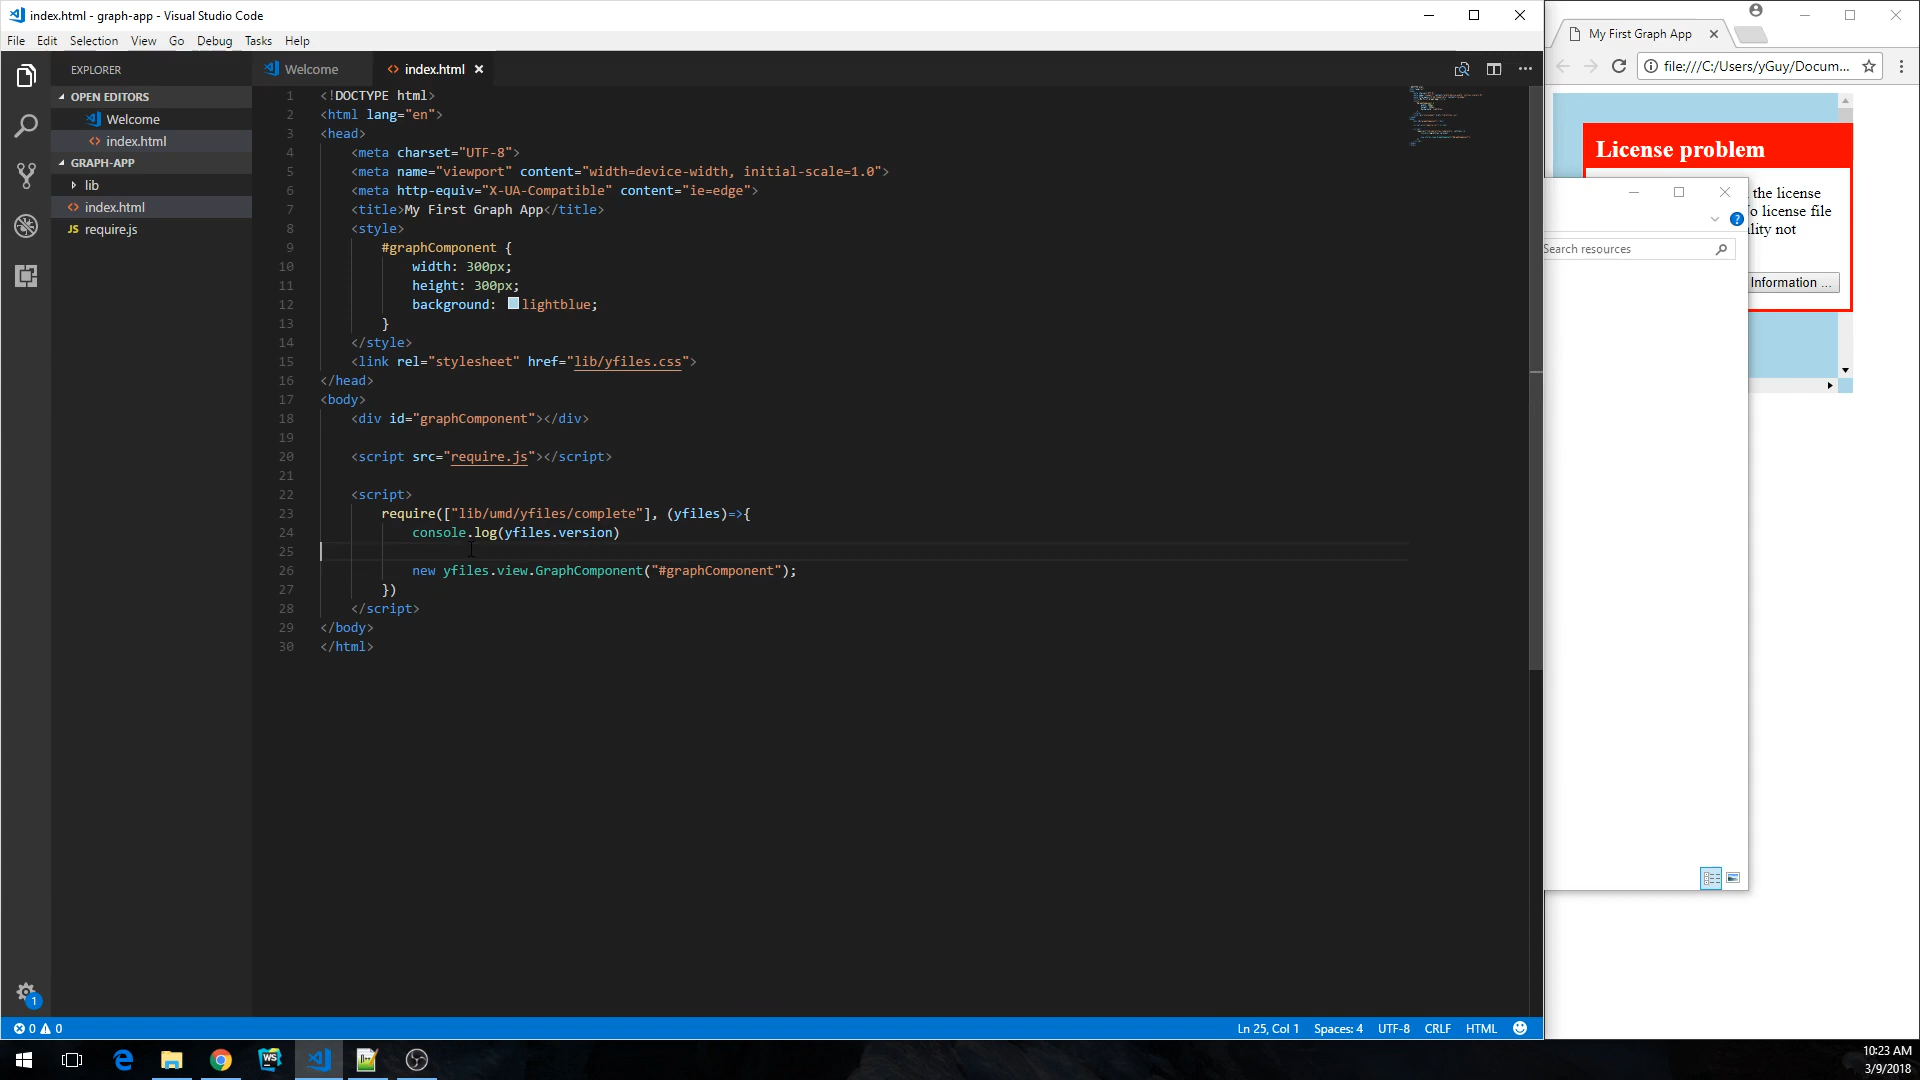 index.html - graph-app - Visual Studio Code
File Edit Selection View Go Debug Tasks Help
EXPLORER
OPEN EDITORS
Welcome
index.html
GRAPH-APP
lib
index.html
JS require.js
1
Welcome
<> index.html
1 <!DOCTYPE html>
2 <html lang="en">
3 <head>
4 <meta charset="UTF-8">
5 <meta name="viewport" content="width=device-width, initial-scale=1.0">
6 <meta http-equiv="X-UA-Compatible" content="ie=edge">
7 <title>My First Graph App</title>
8 <style>
9 #graphComponent {
10 width: 300px;
11 height: 300px;
12 background: lightblue;
13 }
14 </style>
15 <link rel="stylesheet" href="lib/yfiles.css">
16 </head>
17 <body>
18 <div id="graphComponent"></div>
19
20 <script src="require.js"></script>
21
22 <script>
23 require(["lib/umd/yfiles/complete"], (yfiles)=>{
24 console.log(yfiles.version)
25
26 new yfiles.view.GraphComponent("#graphComponent");
27 })
28 </script>
29 </body>
30 </html>
0 0
Ln 25, Col 1 Spaces: 4 UTF-8 CRLF HTML
My First Graph App
file:///C:/Users/yGuy/Docum...
License problem
the license
o license file
lity not
Information ...
Search resources
WS
10:23 AM
3/9/2018